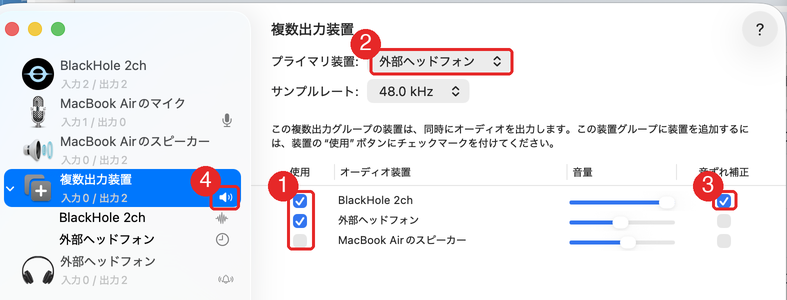 BlackHole 2ch
入力2 / 出力2
MacBook Airのマイク
入力1 / 出力0
MacBook Airのスピーカー
入力0 / 出力2
複数出力装置
入力0 / 出力2
4
BlackHole 2ch
外部ヘッドフォン
外部ヘッドフォン
入力0 / 出力2
複数出力装置
?
2
プライマリ装置: 外部ヘッドフォン
サンプルレート: 48.0 kHz
この複数出力グループの装置は、同時にオーディオを出力します。この装置グループに装置を追加するに
は、装置の "使用" ボタンにチェックマークを付けてください。
使用 オーディオ装置 音量 音ずれ補正
1
3
BlackHole 2ch
外部ヘッドフォン
MacBook Airのスピーカー